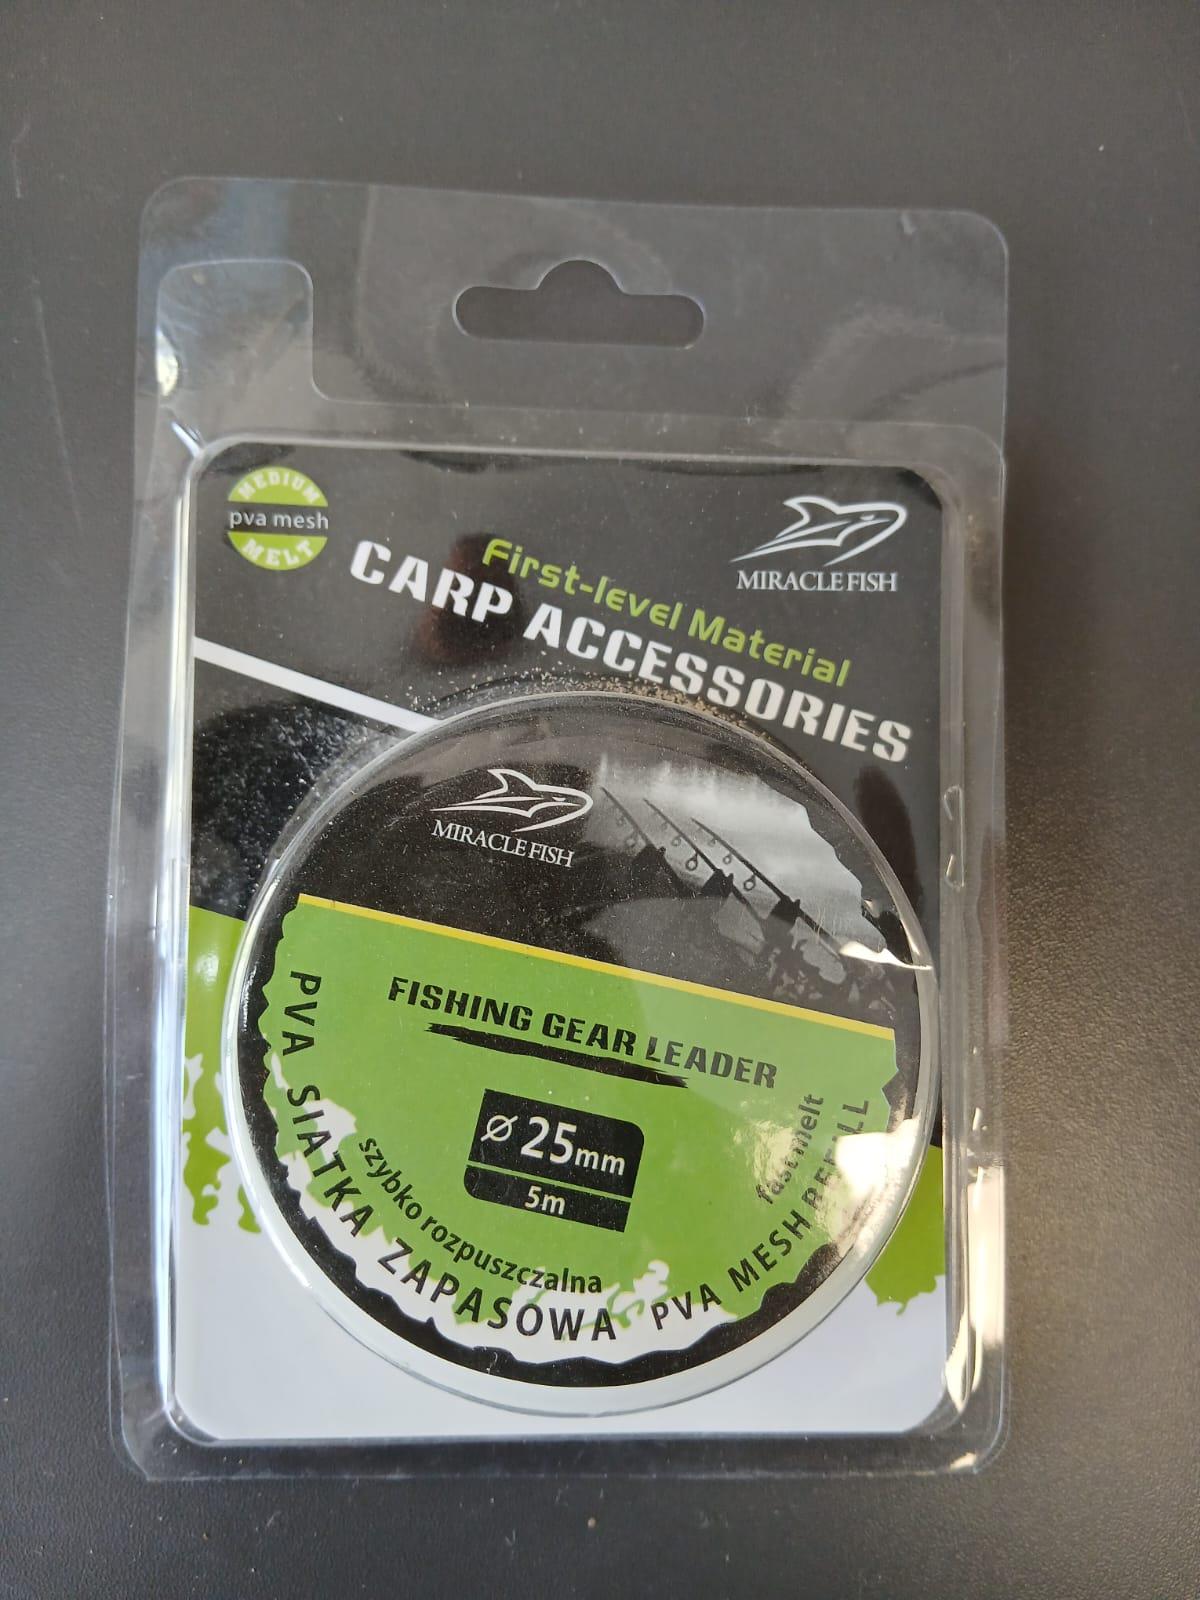 MEDIUM
pva mesh
MELT
MIRACLE FISH
First-level Material
CARP ACCESSORIES
MIRACLE FISH
FISHING GEAR LEADER
Ø 25mm
5m
szybko rozpuszczalna
PVA SIATKA ZAPASOWA
fast melt
PVA MESH REFILL